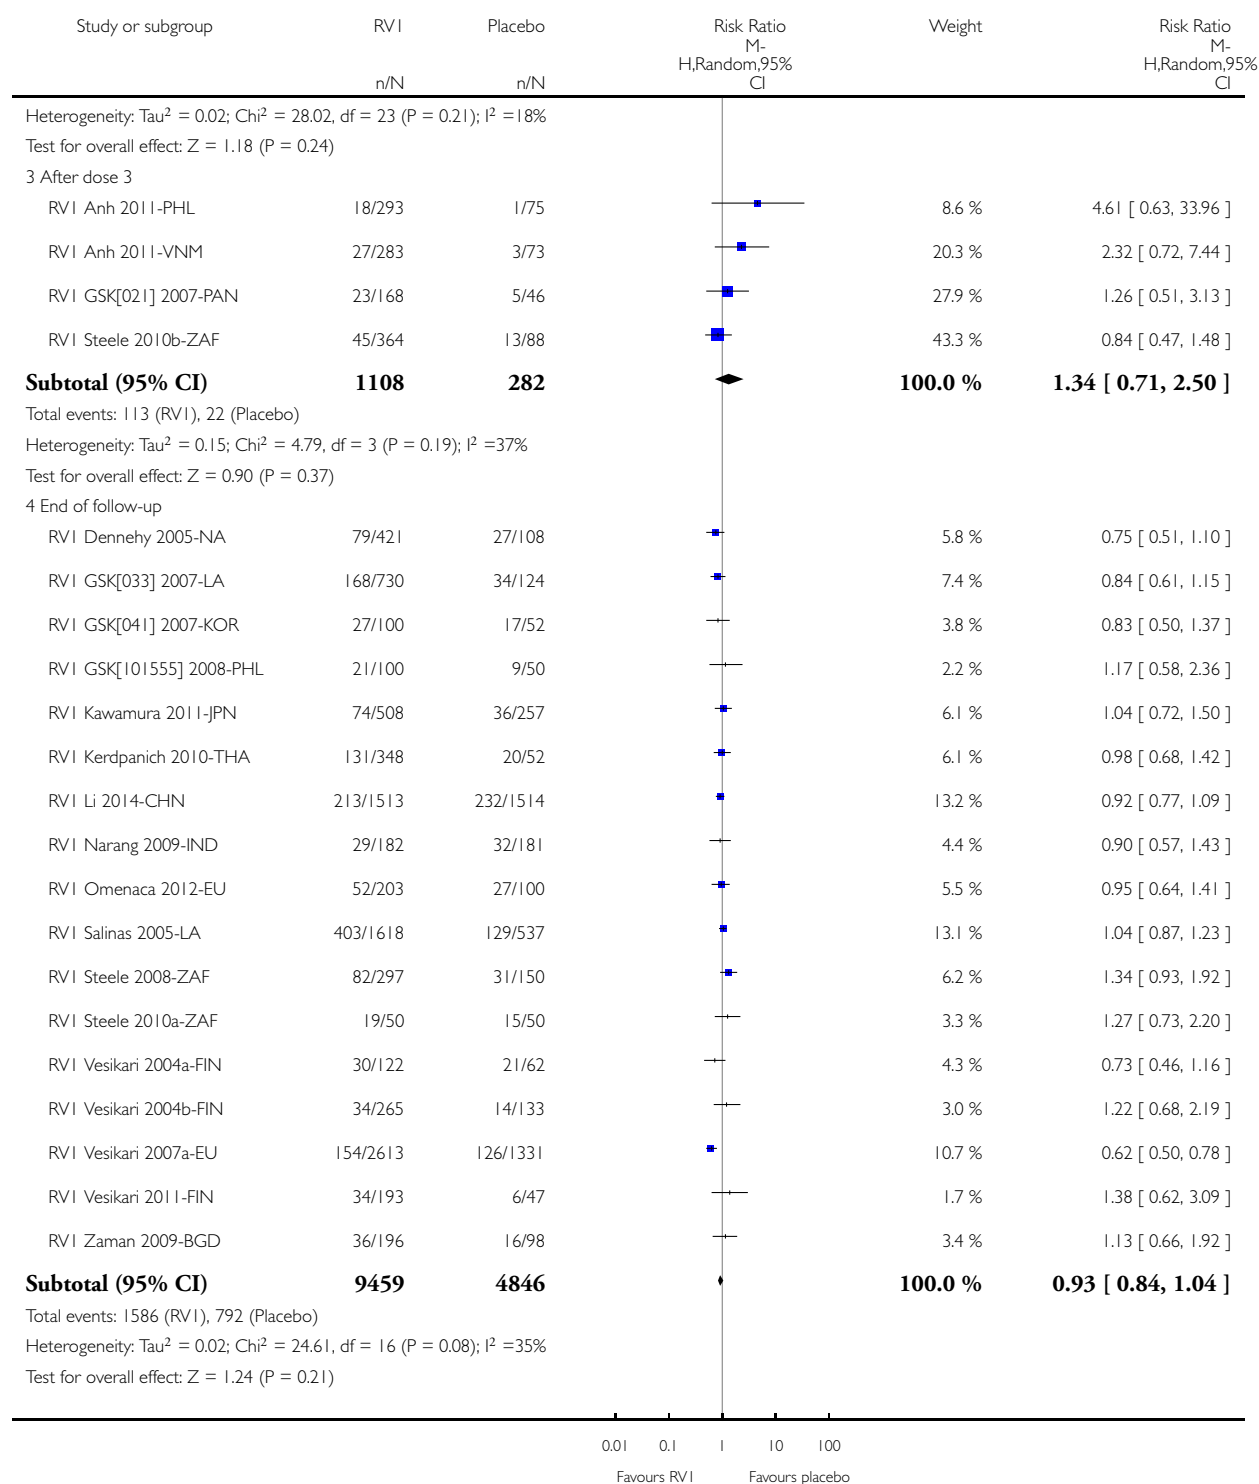 Study or subgroup RV1 Placebo Risk Ratio Weight Risk Ratio
M- M-
H,Random,95% H,Random,95%
n/N n/N CI CI
Heterogeneity: Tau² = 0.02; Chi² = 28.02, df = 23 (P = 0.21); I² =18%
Test for overall effect: Z = 1.18 (P = 0.24)
3 After dose 3
RV1 Anh 2011-PHL 18/293 1/75 8.6 % 4.61 [ 0.63, 33.96 ]
RV1 Anh 2011-VNM 27/283 3/73 20.3 % 2.32 [ 0.72, 7.44 ]
RV1 GSK[021] 2007-PAN 23/168 5/46 27.9 % 1.26 [ 0.51, 3.13 ]
RV1 Steele 2010b-ZAF 45/364 13/88 43.3 % 0.84 [ 0.47, 1.48 ]
Subtotal (95% CI) 1108 282 100.0 % 1.34 [ 0.71, 2.50 ]
Total events: 113 (RV1), 22 (Placebo)
Heterogeneity: Tau² = 0.15; Chi² = 4.79, df = 3 (P = 0.19); I² =37%
Test for overall effect: Z = 0.90 (P = 0.37)
4 End of follow-up
RV1 Dennehy 2005-NA 79/421 27/108 5.8 % 0.75 [ 0.51, 1.10 ]
RV1 GSK[033] 2007-LA 168/730 34/124 7.4 % 0.84 [ 0.61, 1.15 ]
RV1 GSK[041] 2007-KOR 27/100 17/52 3.8 % 0.83 [ 0.50, 1.37 ]
RV1 GSK[101555] 2008-PHL 21/100 9/50 2.2 % 1.17 [ 0.58, 2.36 ]
RV1 Kawamura 2011-JPN 74/508 36/257 6.1 % 1.04 [ 0.72, 1.50 ]
RV1 Kerdpanich 2010-THA 131/348 20/52 6.1 % 0.98 [ 0.68, 1.42 ]
RV1 Li 2014-CHN 213/1513 232/1514 13.2 % 0.92 [ 0.77, 1.09 ]
RV1 Narang 2009-IND 29/182 32/181 4.4 % 0.90 [ 0.57, 1.43 ]
RV1 Omenaca 2012-EU 52/203 27/100 5.5 % 0.95 [ 0.64, 1.41 ]
RV1 Salinas 2005-LA 403/1618 129/537 13.1 % 1.04 [ 0.87, 1.23 ]
RV1 Steele 2008-ZAF 82/297 31/150 6.2 % 1.34 [ 0.93, 1.92 ]
RV1 Steele 2010a-ZAF 19/50 15/50 3.3 % 1.27 [ 0.73, 2.20 ]
RV1 Vesikari 2004a-FIN 30/122 21/62 4.3 % 0.73 [ 0.46, 1.16 ]
RV1 Vesikari 2004b-FIN 34/265 14/133 3.0 % 1.22 [ 0.68, 2.19 ]
RV1 Vesikari 2007a-EU 154/2613 126/1331 10.7 % 0.62 [ 0.50, 0.78 ]
RV1 Vesikari 2011-FIN 34/193 6/47 1.7 % 1.38 [ 0.62, 3.09 ]
RV1 Zaman 2009-BGD 36/196 16/98 3.4 % 1.13 [ 0.66, 1.92 ]
Subtotal (95% CI) 9459 4846 100.0 % 0.93 [ 0.84, 1.04 ]
Total events: 1586 (RV1), 792 (Placebo)
Heterogeneity: Tau² = 0.02; Chi² = 24.61, df = 16 (P = 0.08); I² =35%
Test for overall effect: Z = 1.24 (P = 0.21)
0.01 0.1 1 10 100
Favours RV1 Favours placebo